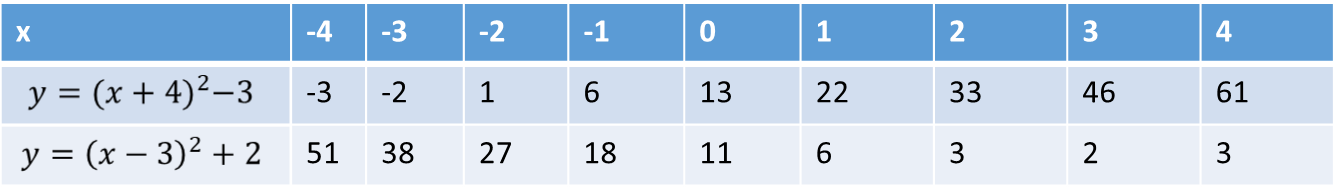 x -4 -3 -2 -1 0 1 2 3 4
y = (x + 4)²−3 -3 -2 1 6 13 22 33 46 61
y = (x − 3)² + 2 51 38 27 18 11 6 3 2 3